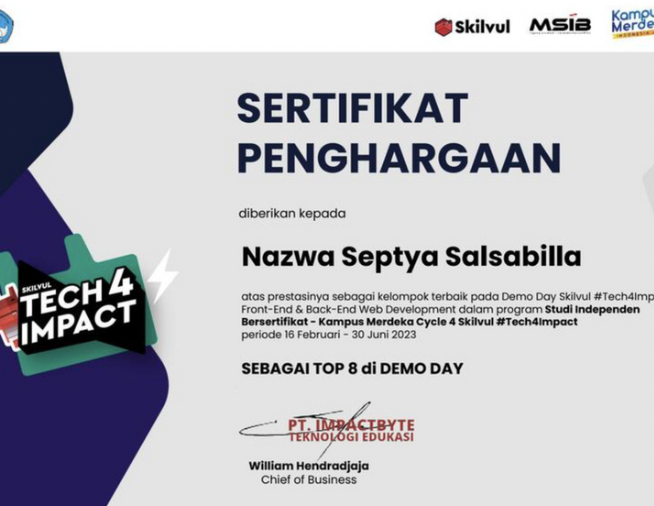 Skilvul MSIB Kampu
Merde
SERTIFIKAT
PENGHARGAAN
diberikan kepada
Nazwa Septya Salsabilla
atas prestasinya sebagai kelompok terbaik pada Demo Day Skilvul #Tech4Imp
Front-End & Back-End Web Development dalam program Studi Independen
Bersertifikat - Kampus Merdeka Cycle 4 Skilvul #Tech4Impact
periode 16 Februari - 30 Juni 2023
SEBAGAI TOP 8 di DEMO DAY
SKILVUL
TECH 4
IMPACT
PT. IMPACTBYTE
TEKNOLOGI EDUKASI
William Hendradjaja
Chief of Business